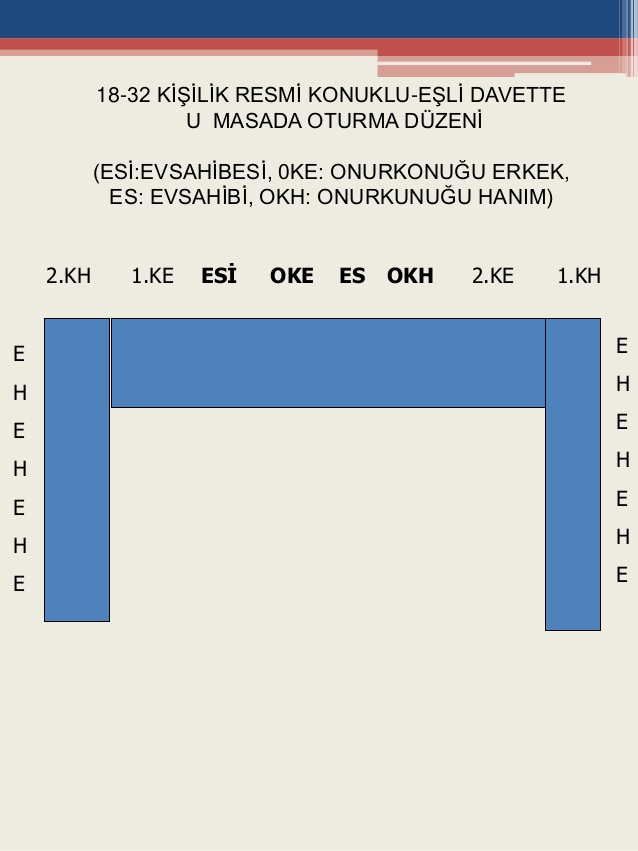 18-32 KİŞİLİK RESMİ KONUKLU-EŞLİ DAVETTE
U MASADA OTURMA DÜZENİ
(ESİ:EVSAHİBESİ, 0KE: ONURKONUĞU ERKEK,
ES: EVSAHİBİ, OKH: ONURKUNUĞU HANIM)
2.KH 1.KE ESİ OKE ES OKH 2.KE 1.KH
E
H
E
H
E
H
E
E
H
E
H
E
H
E